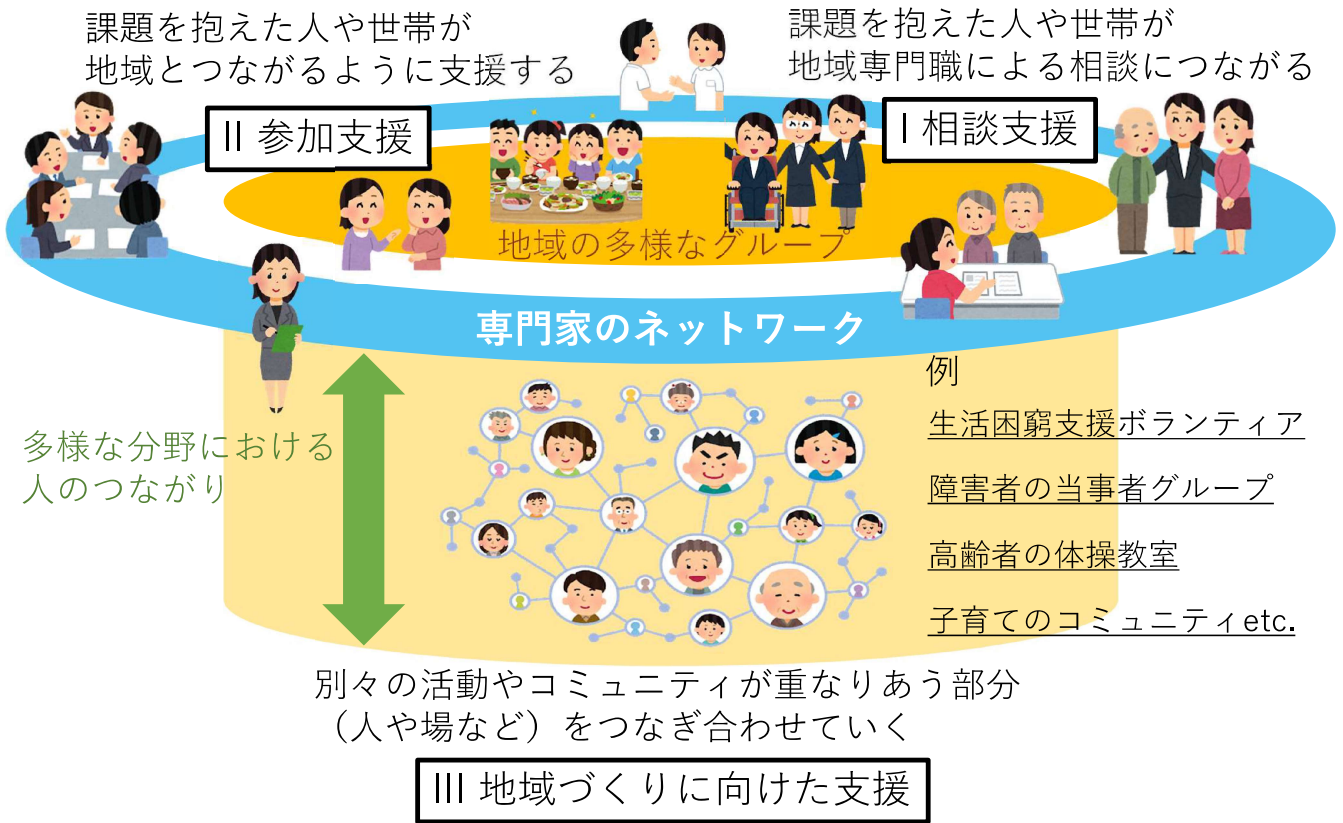 課題を抱えた人や世帯が
地域とつながるように支援する
II 参加支援
課題を抱えた人や世帯が
地域専門職による相談につながる
I 相談支援
地域の多様なグループ
専門家のネットワーク
多様な分野における
人のつながり
例
生活困窮支援ボランティア
障害者の当事者グループ
高齢者の体操教室
子育てのコミュニティetc.
別々の活動やコミュニティが重なりあう部分
（人や場など）をつなぎ合わせていく
III 地域づくりに向けた支援